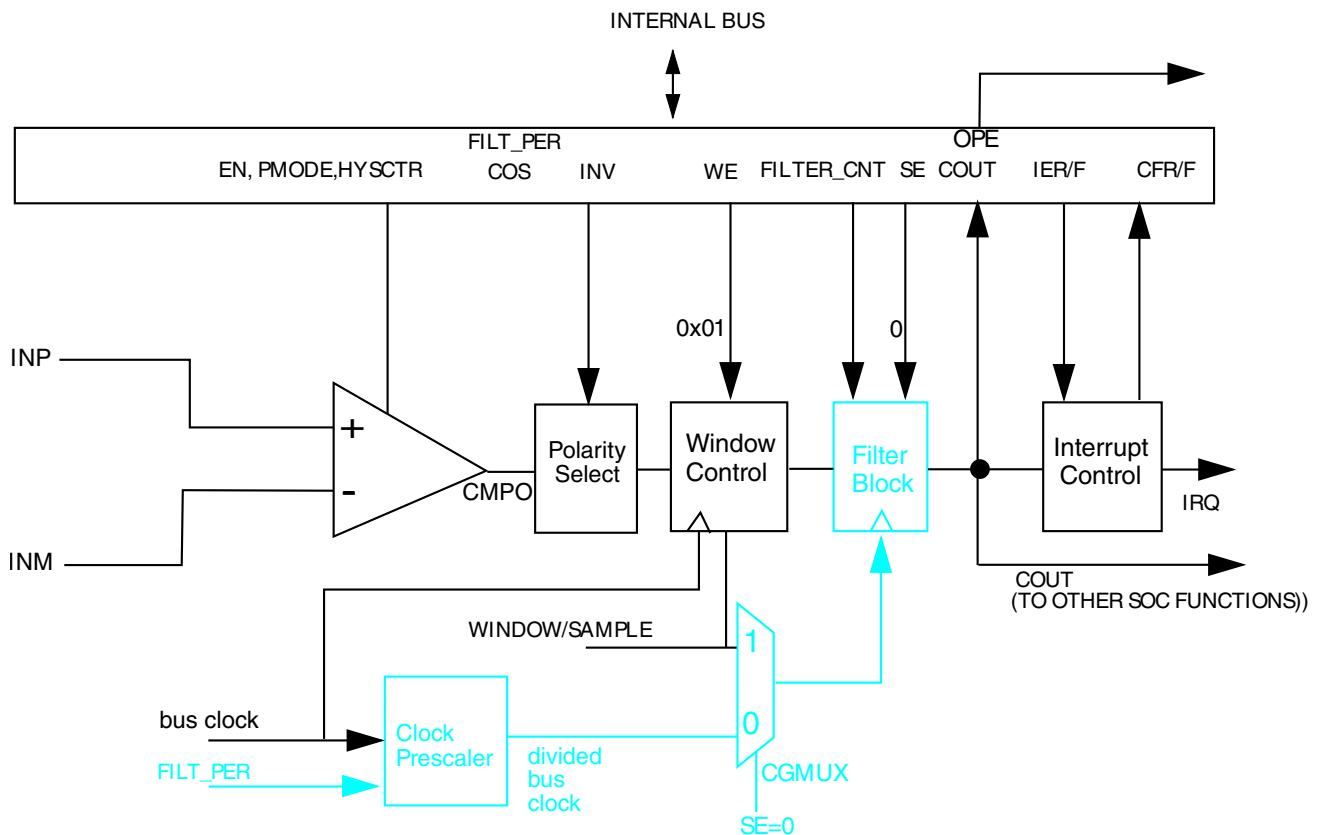 INTERNAL BUS
FILT_PER
OPE
EN, PMODE,HYSCTR
COS
INV
WE
FILTER_CNT
SE
COUT
IER/F
CFR/F
0x01
0
INP
+
-
INM
CMPO
Polarity
Select
Window
Control
Filter
Block
Interrupt
Control
IRQ
COUT
(TO OTHER SOC FUNCTIONS))
WINDOW/SAMPLE
1
0
bus clock
FILT_PER
Clock
Prescaler
divided
bus
clock
CGMUX
SE=0